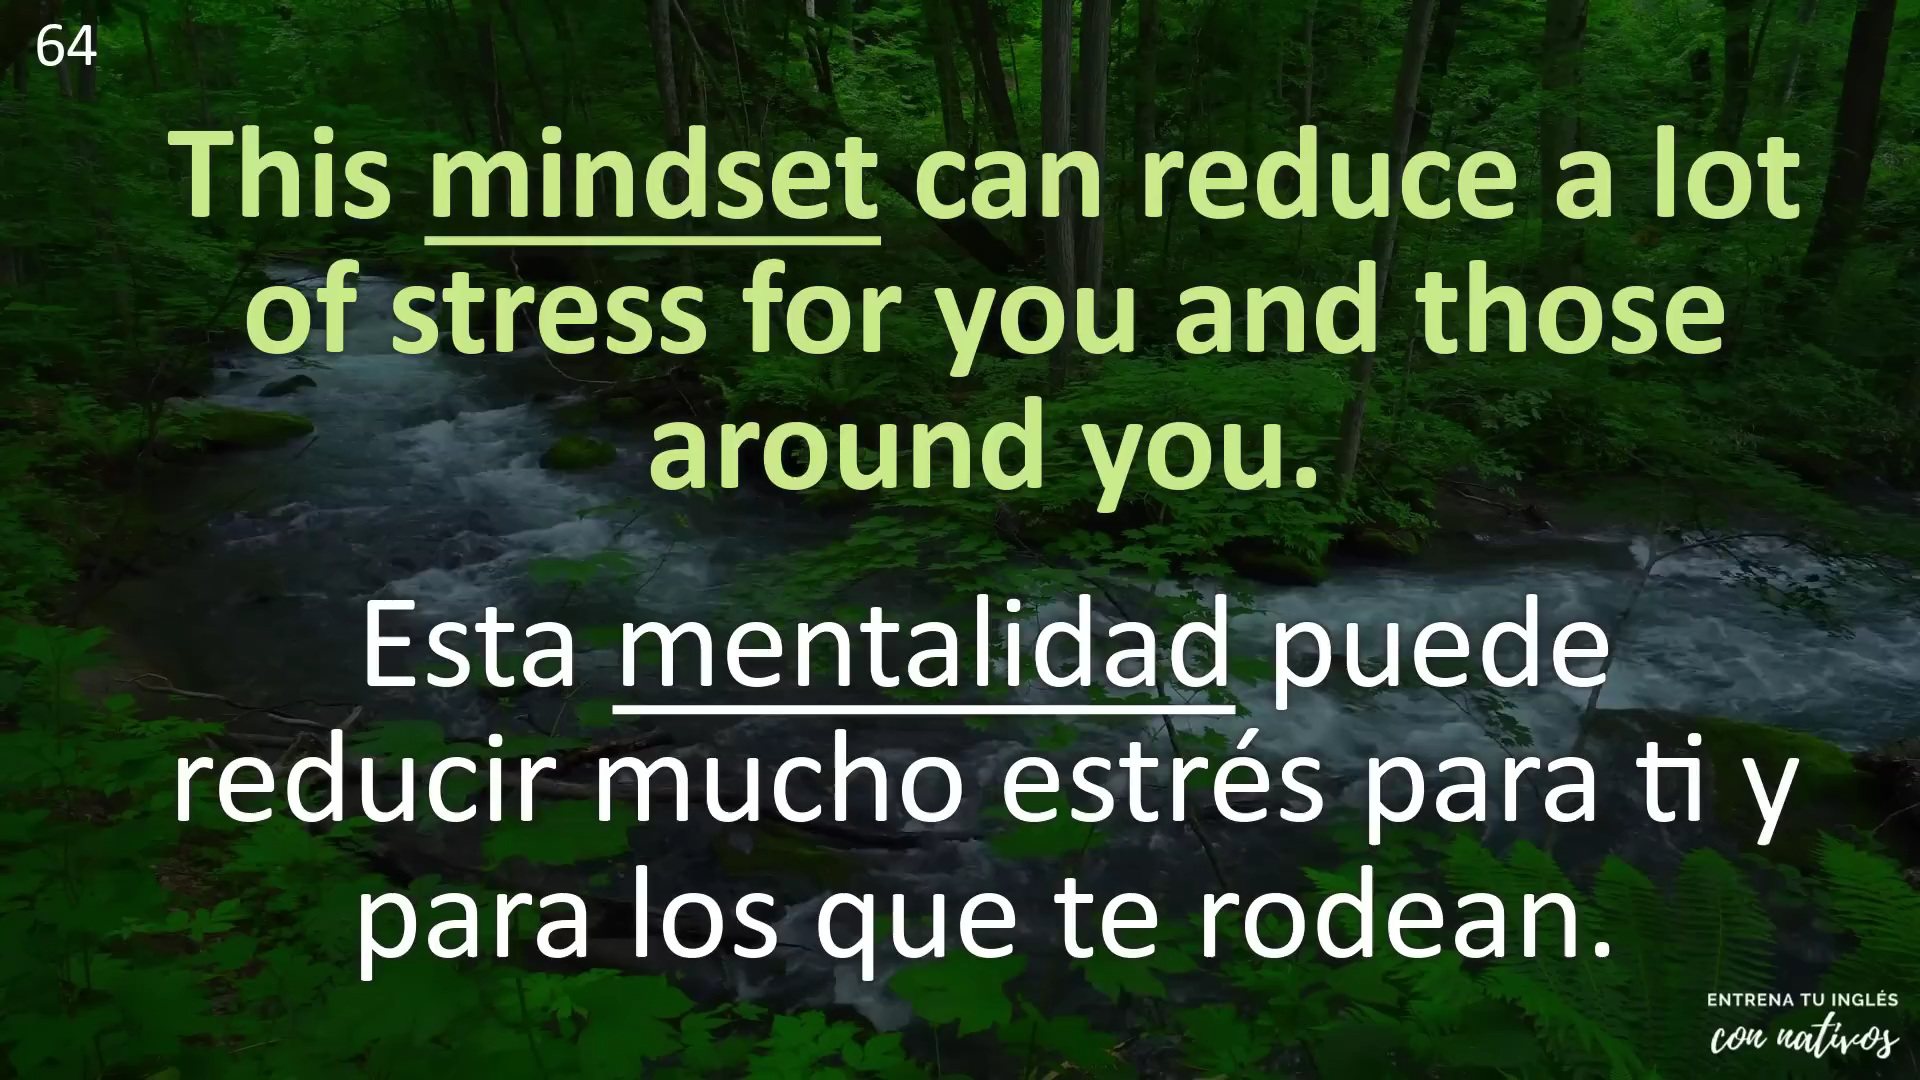 64
This mindset can reduce a lot
of stress for you and those
around you.
Esta mentalidad puede
reducir mucho estrés para ti y
para los que te rodean.
ENTRENA TU INGLÉS
con nativos